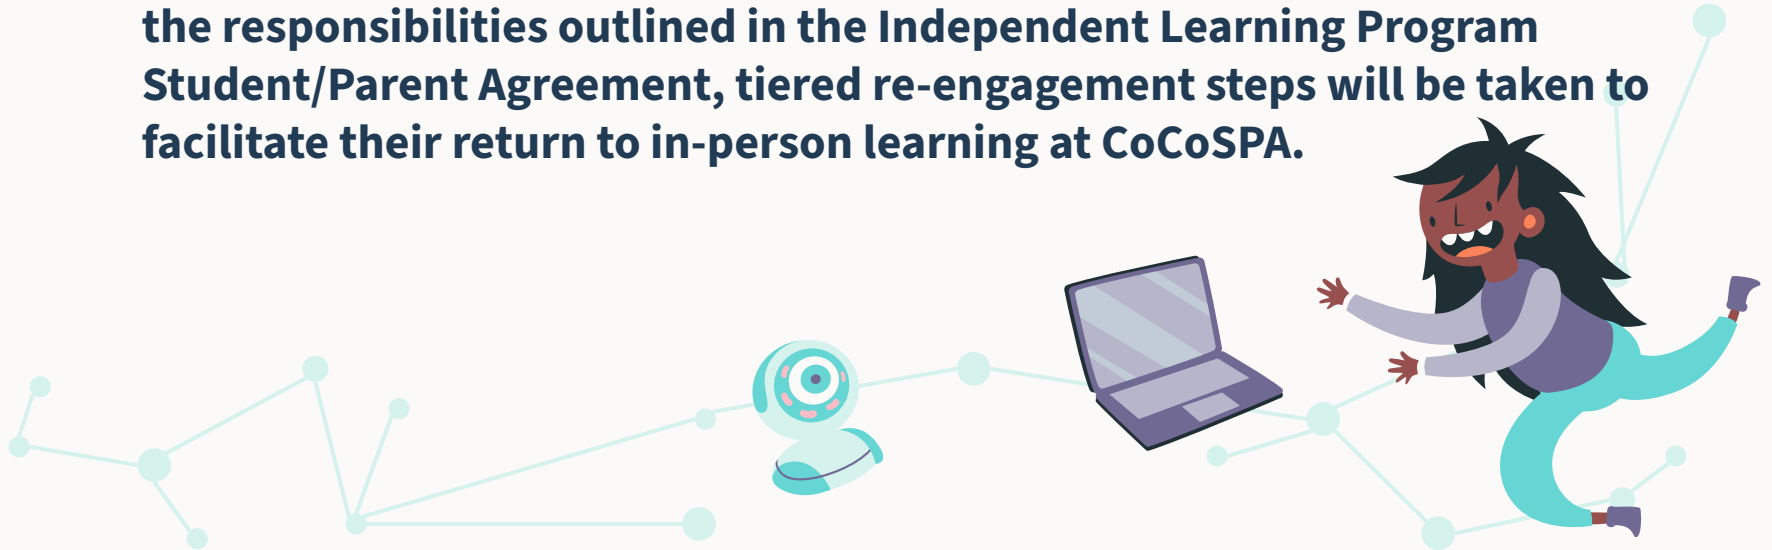 the responsibilities outlined in the Independent Learning Program
Student/Parent Agreement, tiered re-engagement steps will be taken to
facilitate their return to in-person learning at CoCoSPA.